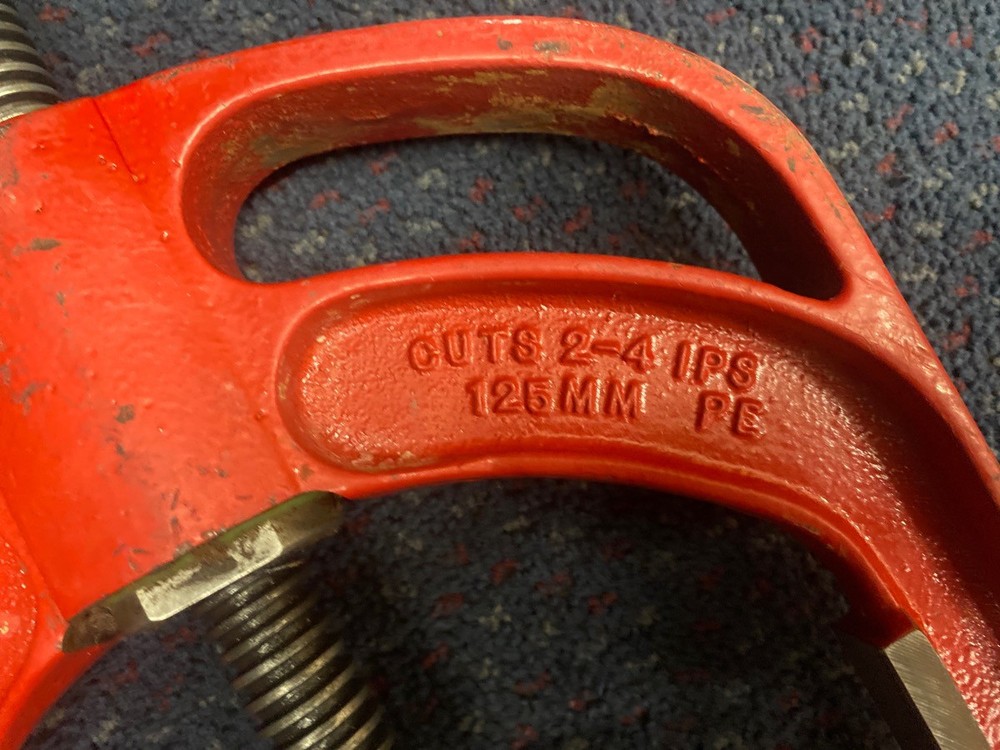 CUTS 2-4 IPS
125MM PE